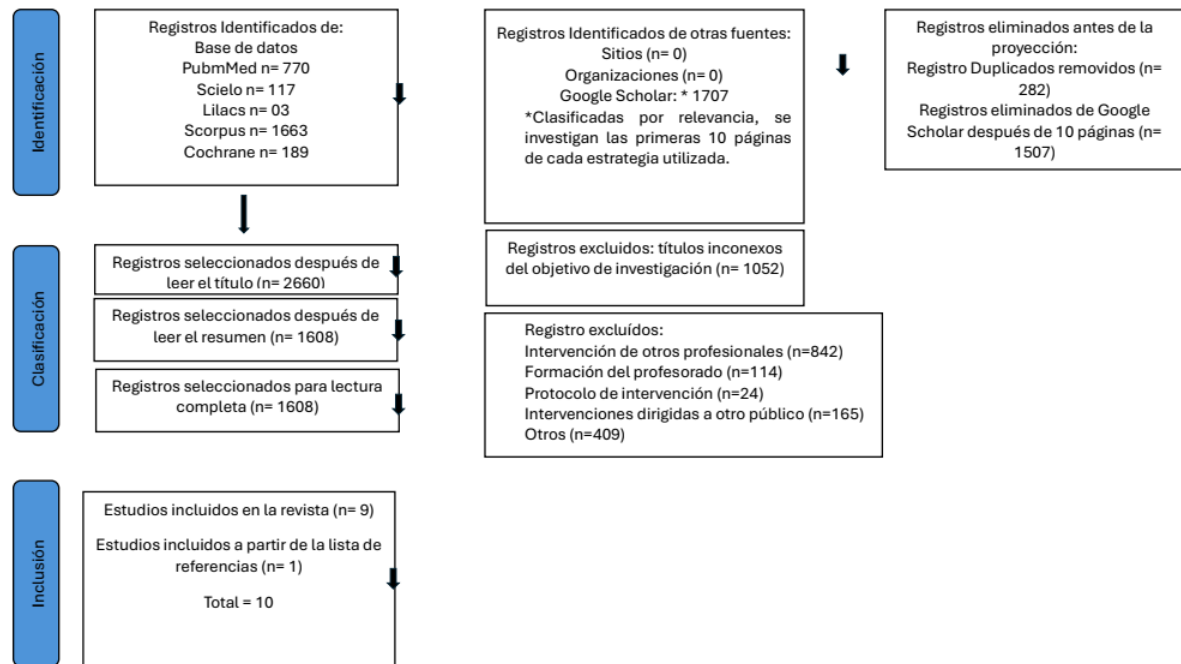 Identificación
Registros Identificados de:
Base de datos
PubmMed n= 770
Scielo n= 117
Lilacs n= 03
Scorpus n= 1663
Cochrane n= 189
Registros Identificados de otras fuentes:
Sitios (n= 0)
Organizaciones (n= 0)
Google Scholar: * 1707
*Clasificadas por relevancia, se
investigan las primeras 10 páginas
de cada estrategia utilizada.
Registros eliminados antes de la
proyección:
Registro Duplicados removidos (n=
282)
Registros eliminados de Google
Scholar después de 10 páginas (n=
1507)
Clasificación
Registros seleccionados después de
leer el título (n= 2660)
Registros excluidos: títulos inconexos
del objetivo de investigación (n= 1052)
Registros seleccionados después de
leer el resumen (n= 1608)
Registros seleccionados para lectura
completa (n= 1608)
Registro excluídos:
Intervención de otros profesionales (n=842)
Formación del profesorado (n=114)
Protocolo de intervención (n=24)
Intervenciones dirigidas a otro público (n=165)
Otros (n=409)
Inclusión
Estudios incluidos en la revista (n= 9)
Estudios incluidos a partir de la lista de
referencias (n= 1)
Total = 10